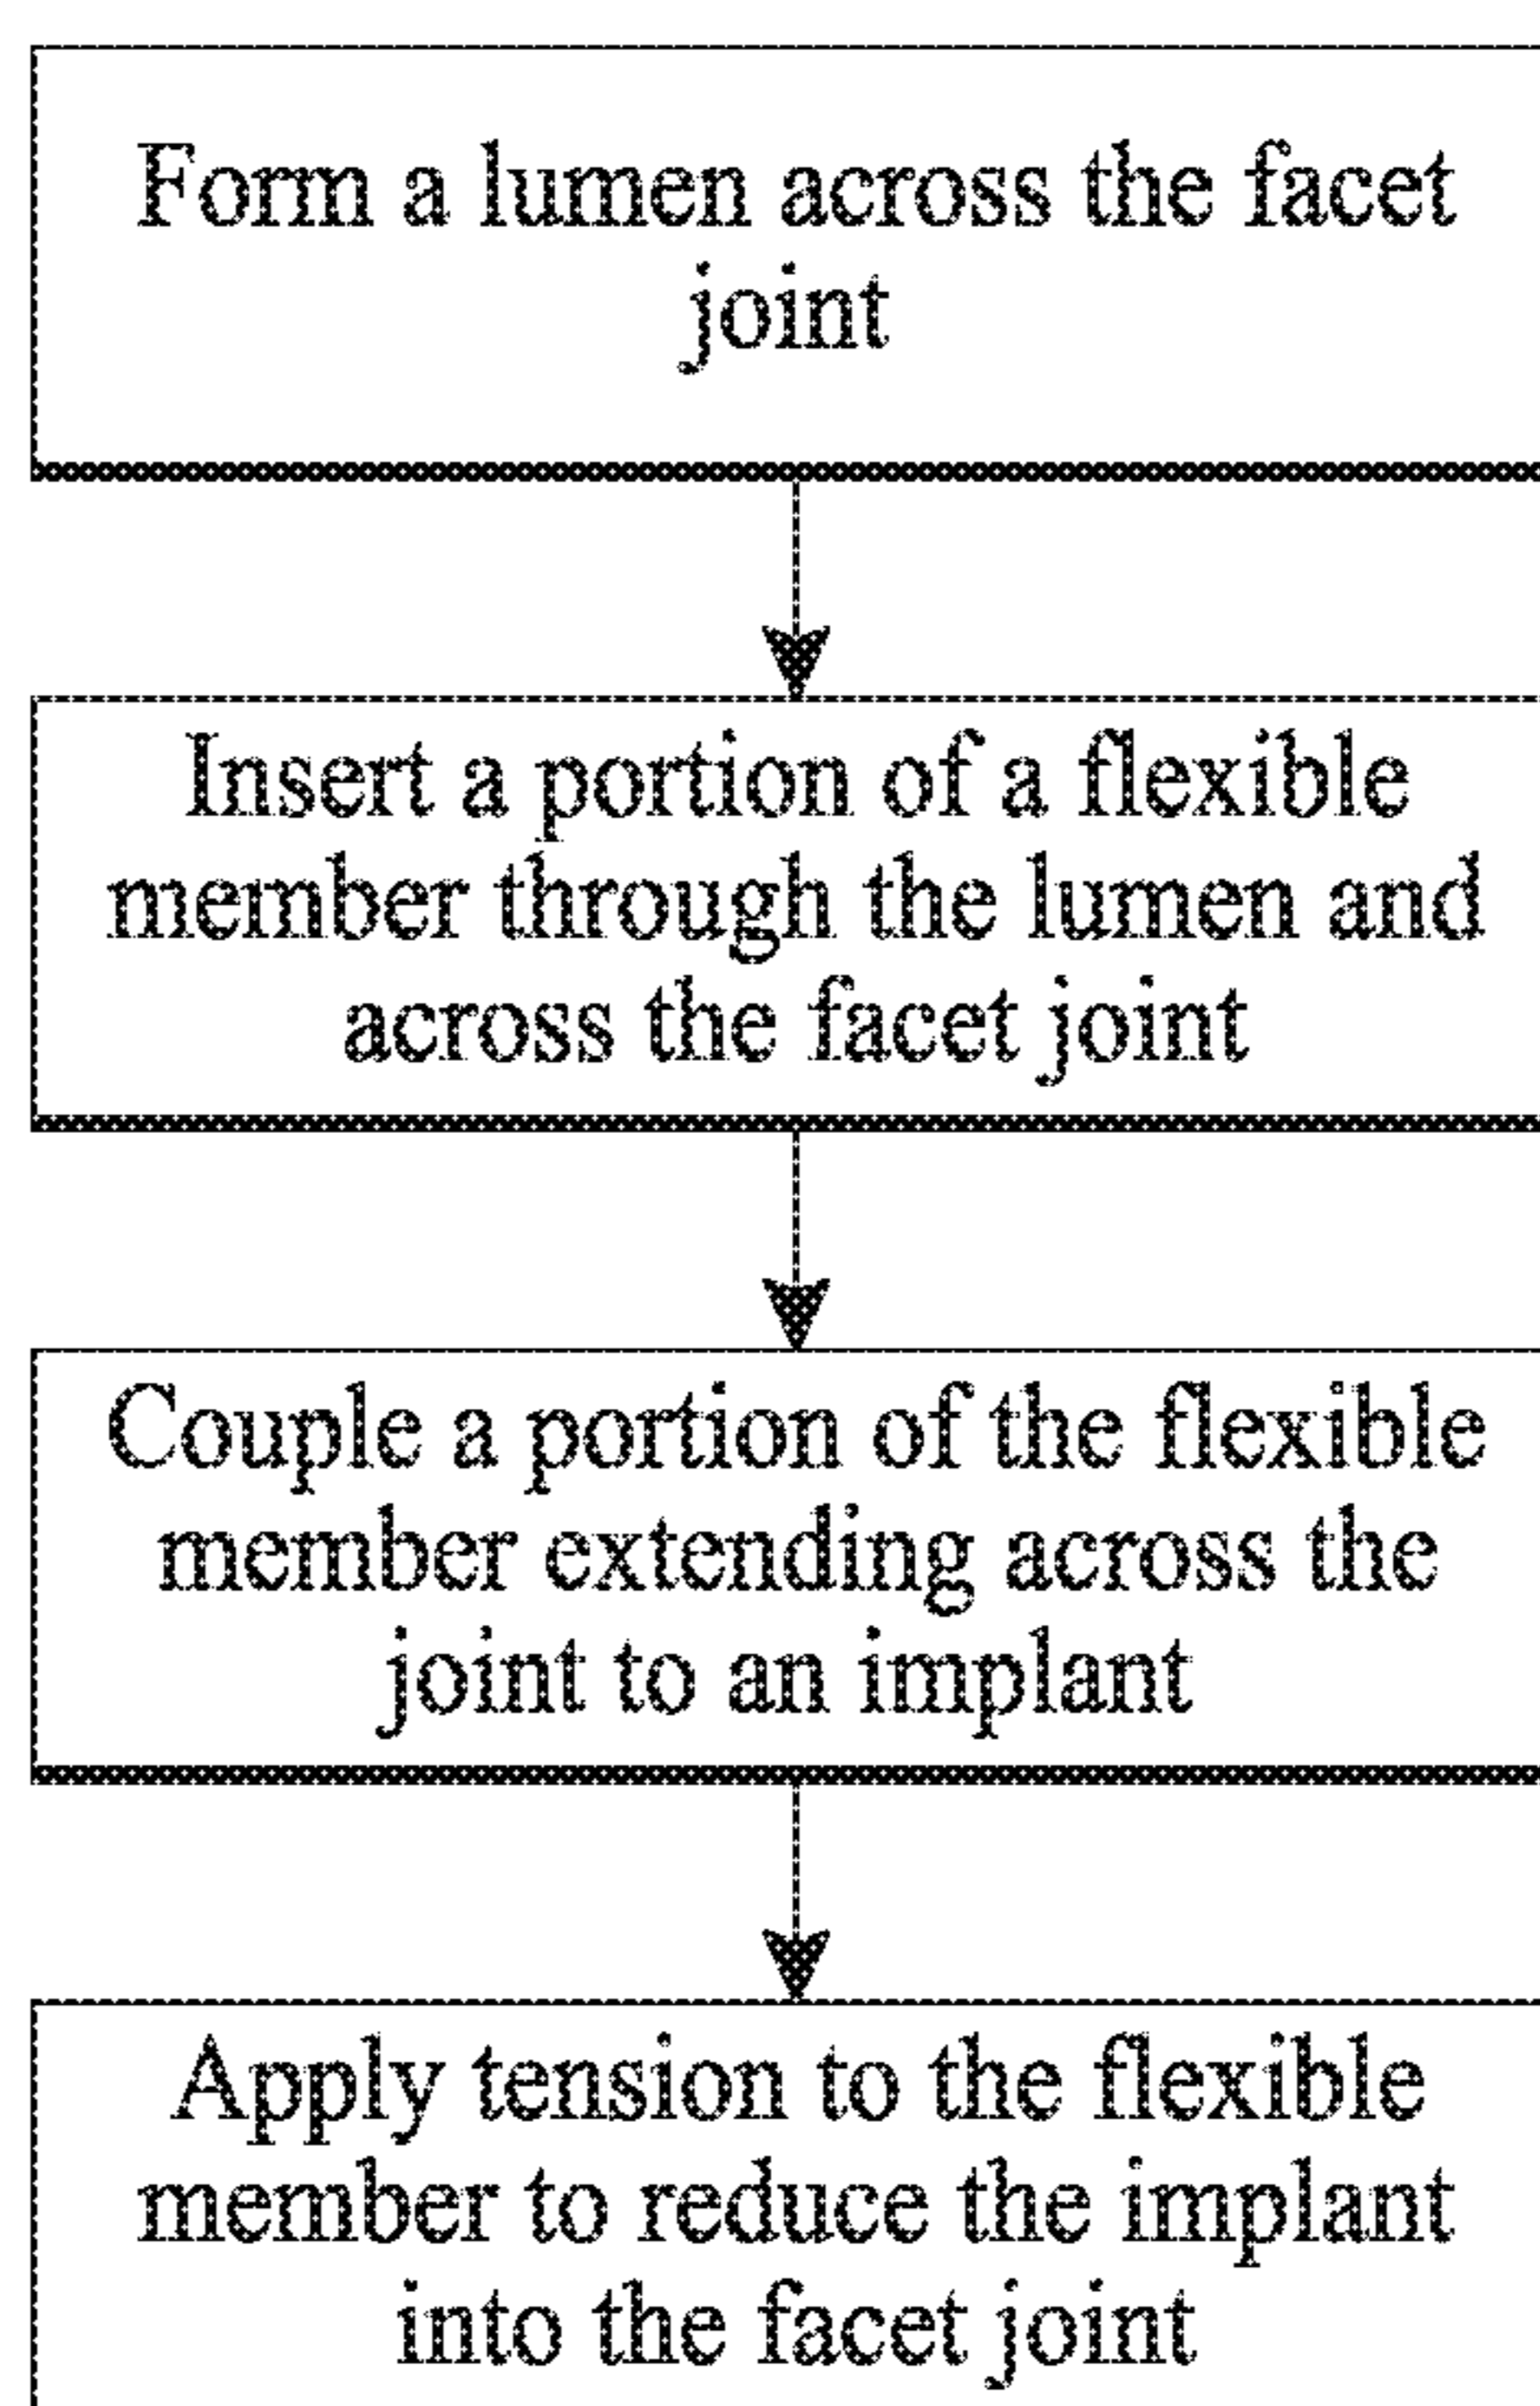 Form a lumen across the facet
joint
Insert a portion of a flexible
member through the lumen and
across the facet joint
Couple a portion of the flexible
member extending across the
joint to an implant
Apply tension to the flexible
member to reduce the implant
into the facet joint